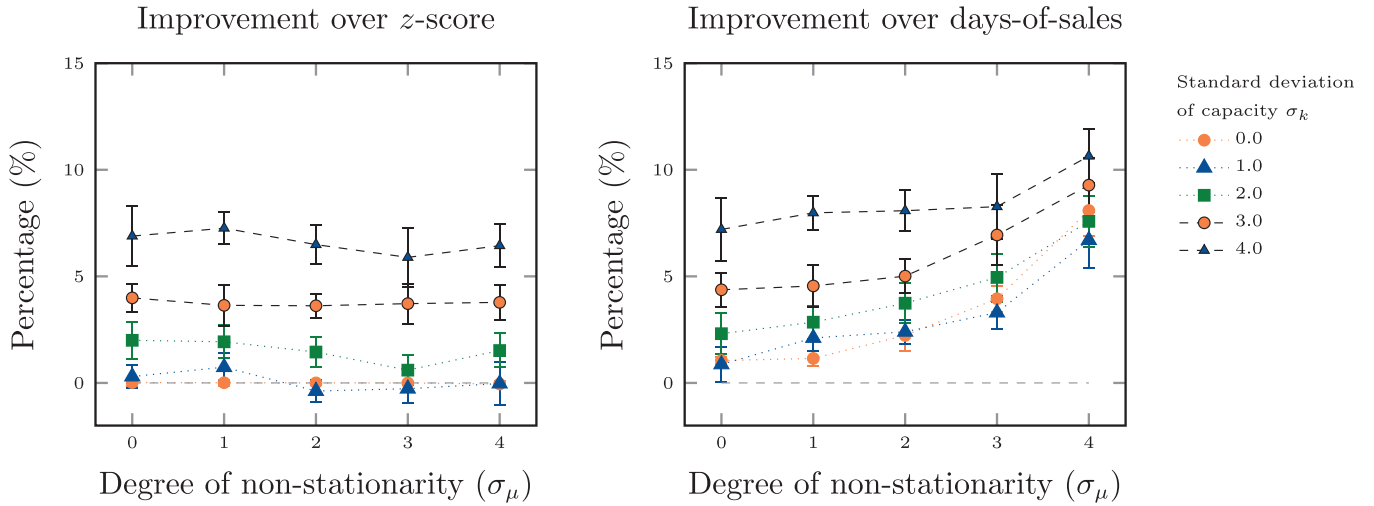 Improvement over z-score
Improvement over days-of-sales
15
10
5
0
Percentage (%)
0 1 2 3 4
Degree of non-stationarity (σμ)
15
10
5
0
Percentage (%)
0 1 2 3 4
Degree of non-stationarity (σμ)
Standard deviation
of capacity σk
0.0
1.0
2.0
3.0
4.0